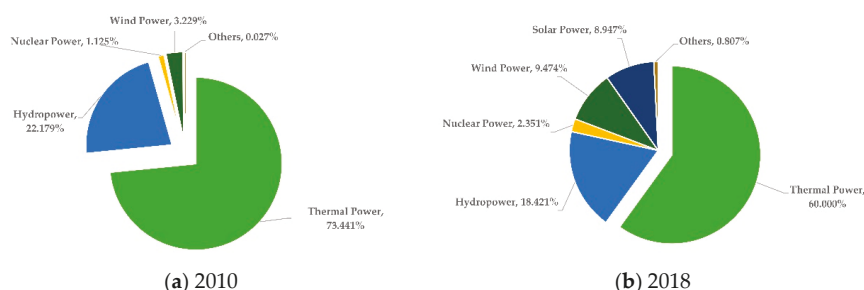 Wind Power, 3.229%
Nuclear Power, 1.125%
Others, 0.027%
Hydropower,
22.179%
Thermal Power,
73.441%
(a) 2010
Solar Power, 8.947%
Others, 0.807%
Wind Power, 9.474%
Nuclear Power, 2.351%
Hydropower, 18.421%
Thermal Power,
60.000%
(b) 2018